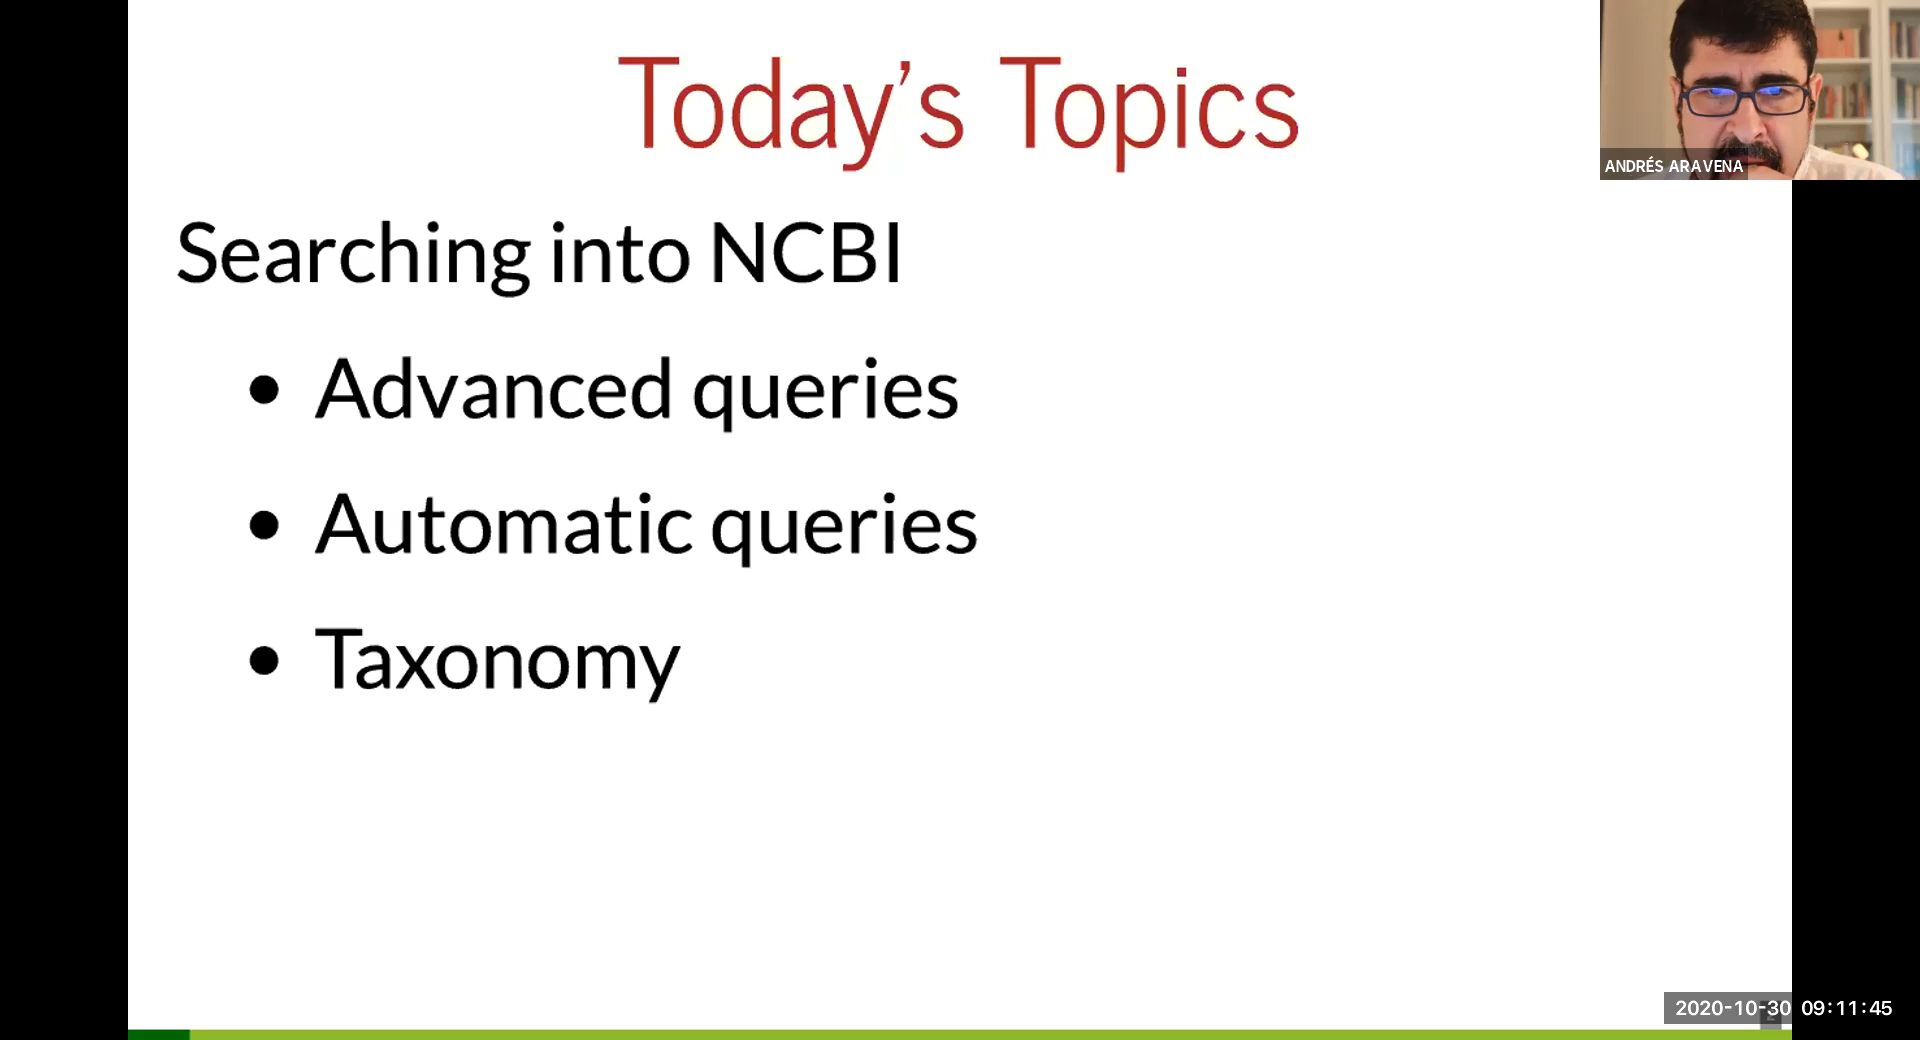 Today’s Topics
ANDRÉS ARAVENA
Searching into NCBI
• Advanced queries
• Automatic queries
• Taxonomy
2020-10-30 09:11:45